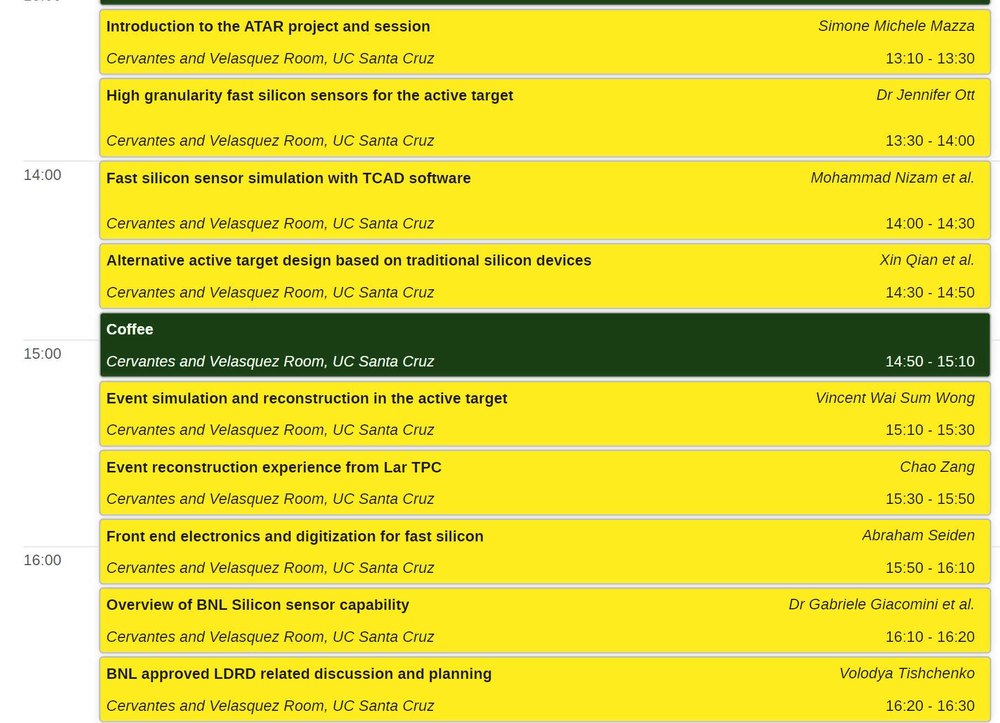 Introduction to the ATAR project and session Simone Michele Mazza
Cervantes and Velasquez Room, UC Santa Cruz 13:10 - 13:30
High granularity fast silicon sensors for the active target Dr Jennifer Ott
Cervantes and Velasquez Room, UC Santa Cruz 13:30 - 14:00
14:00 Fast silicon sensor simulation with TCAD software Mohammad Nizam et al.
Cervantes and Velasquez Room, UC Santa Cruz 14:00 - 14:30
Alternative active target design based on traditional silicon devices Xin Qian et al.
Cervantes and Velasquez Room, UC Santa Cruz 14:30 - 14:50
Coffee
15:00 Cervantes and Velasquez Room, UC Santa Cruz 14:50 - 15:10
Event simulation and reconstruction in the active target Vincent Wai Sum Wong
Cervantes and Velasquez Room, UC Santa Cruz 15:10 - 15:30
Event reconstruction experience from Lar TPC Chao Zang
Cervantes and Velasquez Room, UC Santa Cruz 15:30 - 15:50
Front end electronics and digitization for fast silicon Abraham Seiden
16:00 Cervantes and Velasquez Room, UC Santa Cruz 15:50 - 16:10
Overview of BNL Silicon sensor capability Dr Gabriele Giacomini et al.
Cervantes and Velasquez Room, UC Santa Cruz 16:10 - 16:20
BNL approved LDRD related discussion and planning Volodya Tishchenko
Cervantes and Velasquez Room, UC Santa Cruz 16:20 - 16:30